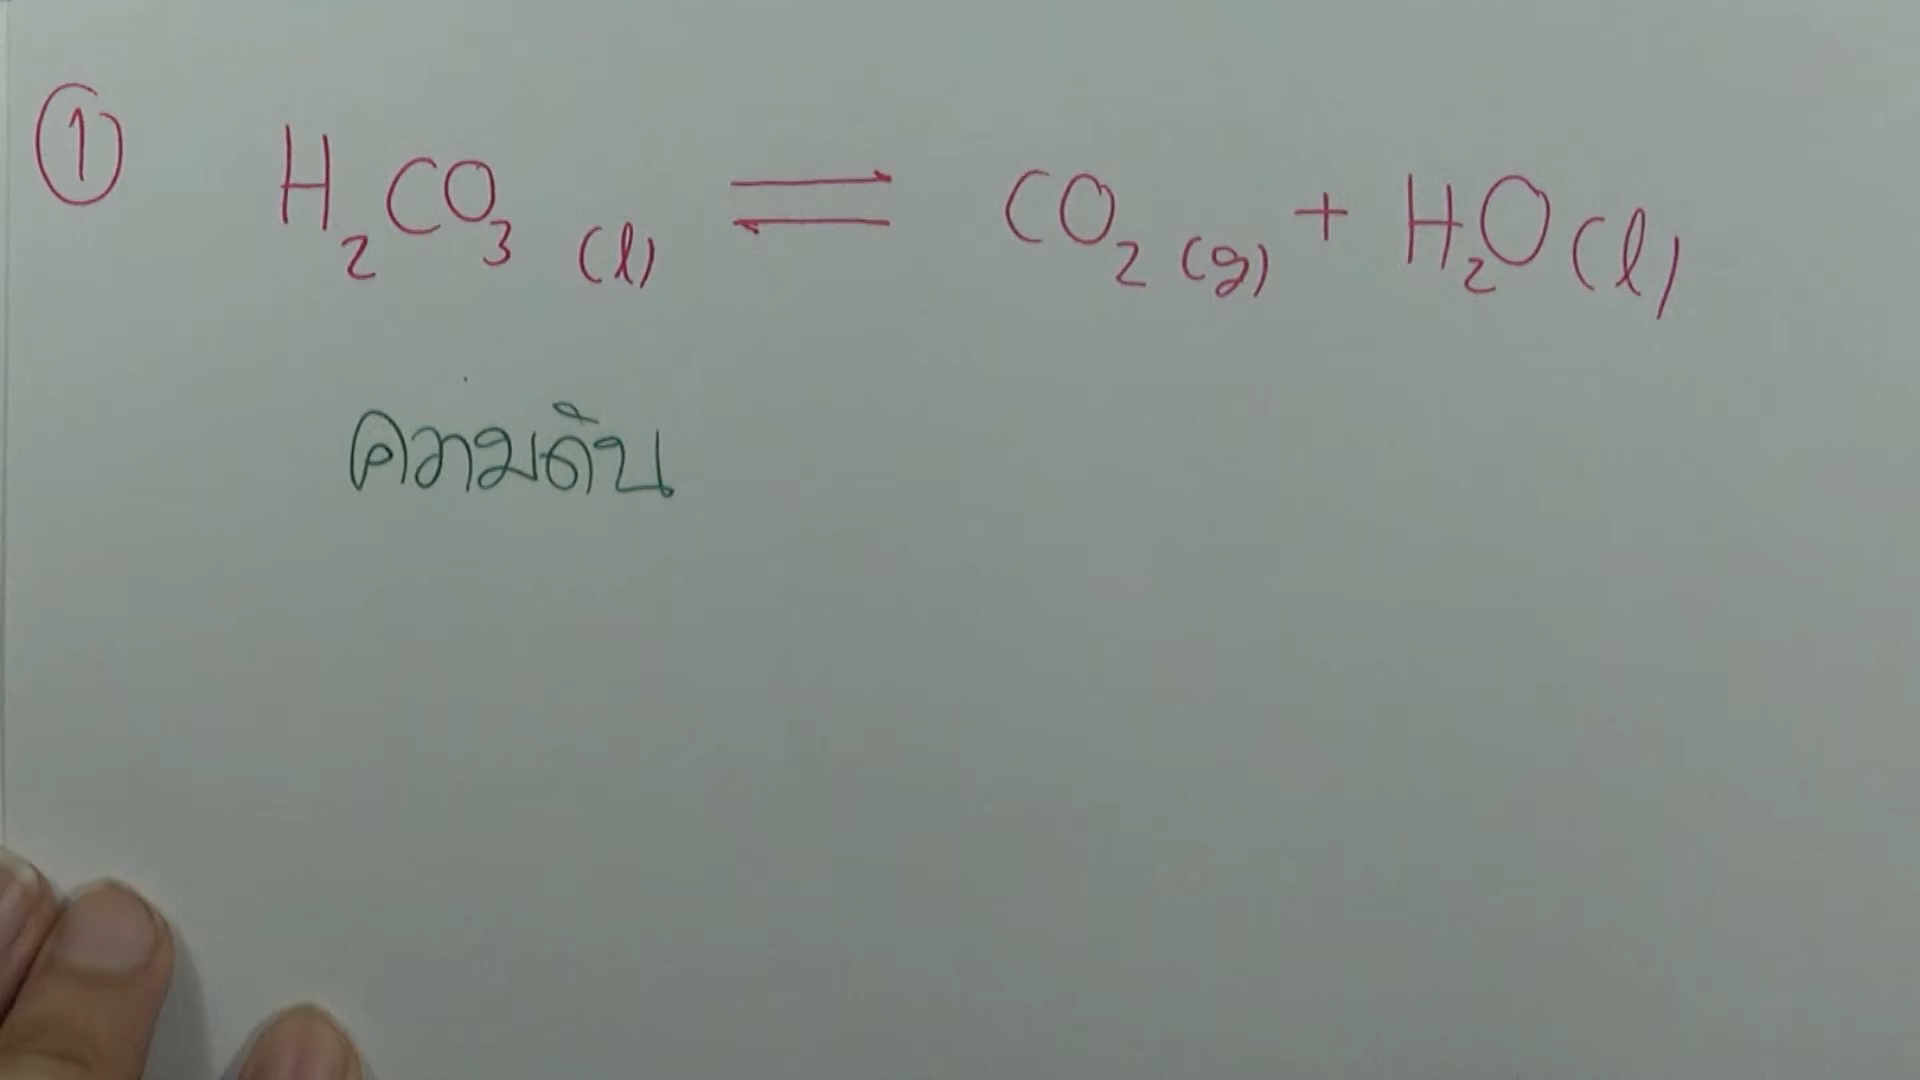 ① H₂CO₃ (l) ⇌ CO₂ (g) + H₂O (l)
ความดัน